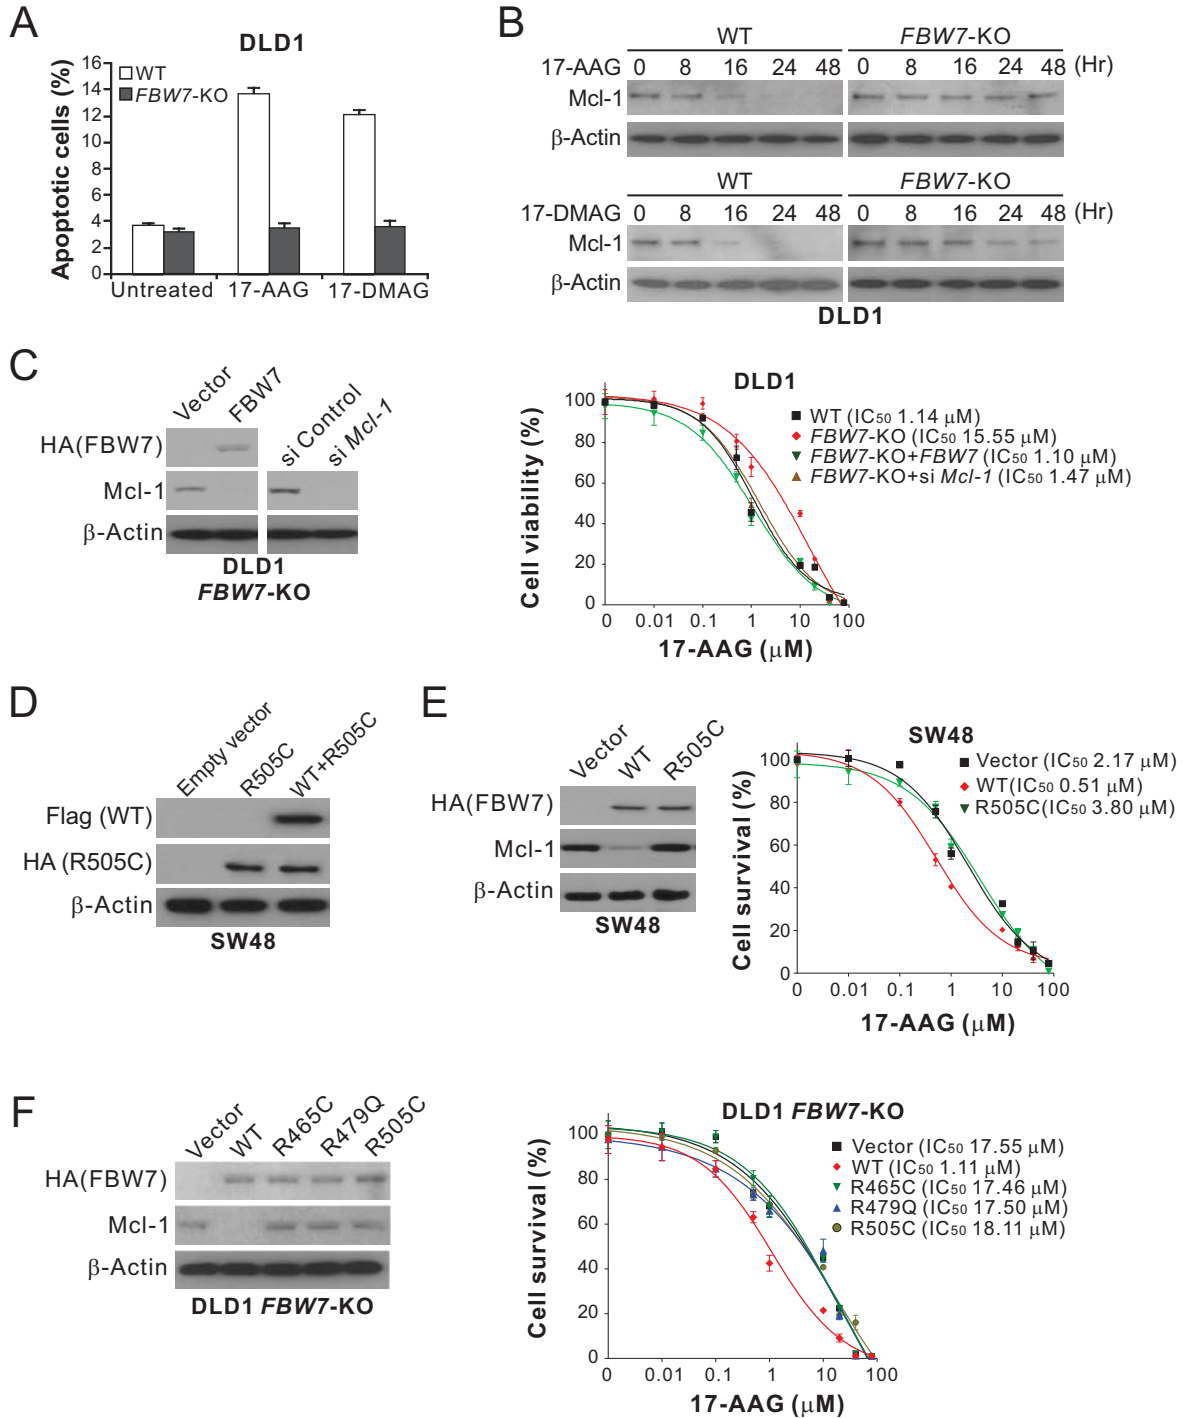 A
DLD1
Apoptotic cells (%)
16
14
12
10
8
6
4
2
0
WT
FBW7-KO
Untreated 17-AAG 17-DMAG
B
WT FBW7-KO
17-AAG 0 8 16 24 48 0 8 16 24 48 (Hr)
Mcl-1
β-Actin
WT FBW7-KO
17-DMAG 0 8 16 24 48 0 8 16 24 48 (Hr)
Mcl-1
β-Actin
DLD1
C
Vector FBW7 si Control si Mcl-1
HA(FBW7)
Mcl-1
β-Actin
DLD1
FBW7-KO
DLD1
Cell viability (%)
100
80
60
40
20
0
WT (IC50 1.14 μM)
FBW7-KO (IC50 15.55 μM)
FBW7-KO+FBW7 (IC50 1.10 μM)
FBW7-KO+si Mcl-1 (IC50 1.47 μM)
0 0.01 0.1 1 10 100
17-AAG (μM)
D
Empty vector R505C WT+R505C
Flag (WT)
HA (R505C)
β-Actin
SW48
E
Vector WT R505C
HA(FBW7)
Mcl-1
β-Actin
SW48
SW48
Cell survival (%)
100
80
60
40
20
0
Vector (IC50 2.17 μM)
WT(IC50 0.51 μM)
R505C(IC50 3.80 μM)
0 0.01 0.1 1 10 100
17-AAG (μM)
F
Vector WT R465C R479Q R505C
HA(FBW7)
Mcl-1
β-Actin
DLD1 FBW7-KO
DLD1 FBW7-KO
Cell survival (%)
100
80
60
40
20
0
Vector (IC50 17.55 μM)
WT (IC50 1.11 μM)
R465C (IC50 17.46 μM)
R479Q (IC50 17.50 μM)
R505C (IC50 18.11 μM)
0 0.01 0.1 1 10 100
17-AAG (μM)